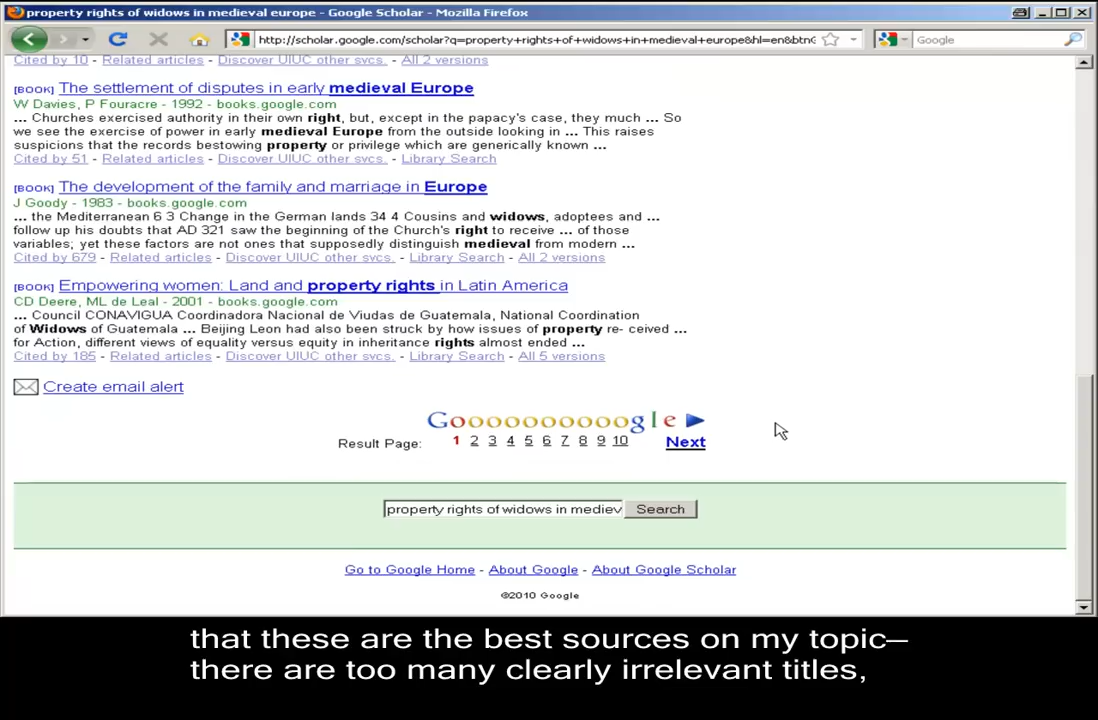 property rights of widows in medieval europe - Google Scholar - Mozilla Firefox
http://scholar.google.com/scholar?q=property+rights+of+widows+in+medieval+europe&hl=en&btnG
Google
Cited by 10 - Related articles - Discover UIUC other svcs. - All 2 versions
[BOOK] The settlement of disputes in early medieval Europe
W Davies, P Fouracre - 1992 - books.google.com
... Churches exercised authority in their own right, but, except in the papacy's case, they much ... So
we see the exercise of power in early medieval Europe from the outside looking in ... This raises
suspicions that the records bestowing property or privilege which are generically known ...
Cited by 51 - Related articles - Discover UIUC other svcs. - Library Search
[BOOK] The development of the family and marriage in Europe
J Goody - 1983 - books.google.com
... the Mediterranean 6 3 Change in the German lands 34 4 Cousins and widows, adoptees and ...
follow up his doubts that AD 321 saw the beginning of the Church's right to receive ... of those
variables; yet these factors are not ones that supposedly distinguish medieval from modern ...
Cited by 679 - Related articles - Discover UIUC other svcs. - Library Search - All 2 versions
[BOOK] Empowering women: Land and property rights in Latin America
CD Deere, ML de Leal - 2001 - books.google.com
... Council CONAVIGUA Coordinadora Nacional de Viudas de Guatemala, National Coordination
of Widows of Guatemala ... Beijing Leon had also been struck by how issues of property re- ceived ...
for Action, different views of equality versus equity in inheritance rights almost ended ...
Cited by 185 - Related articles - Discover UIUC other svcs. - Library Search - All 5 versions
Create email alert
Goooooooooogle
Result Page: 1 2 3 4 5 6 7 8 9 10 Next
property rights of widows in mediev Search
Go to Google Home - About Google - About Google Scholar
©2010 Google
that these are the best sources on my topic—
there are too many clearly irrelevant titles,